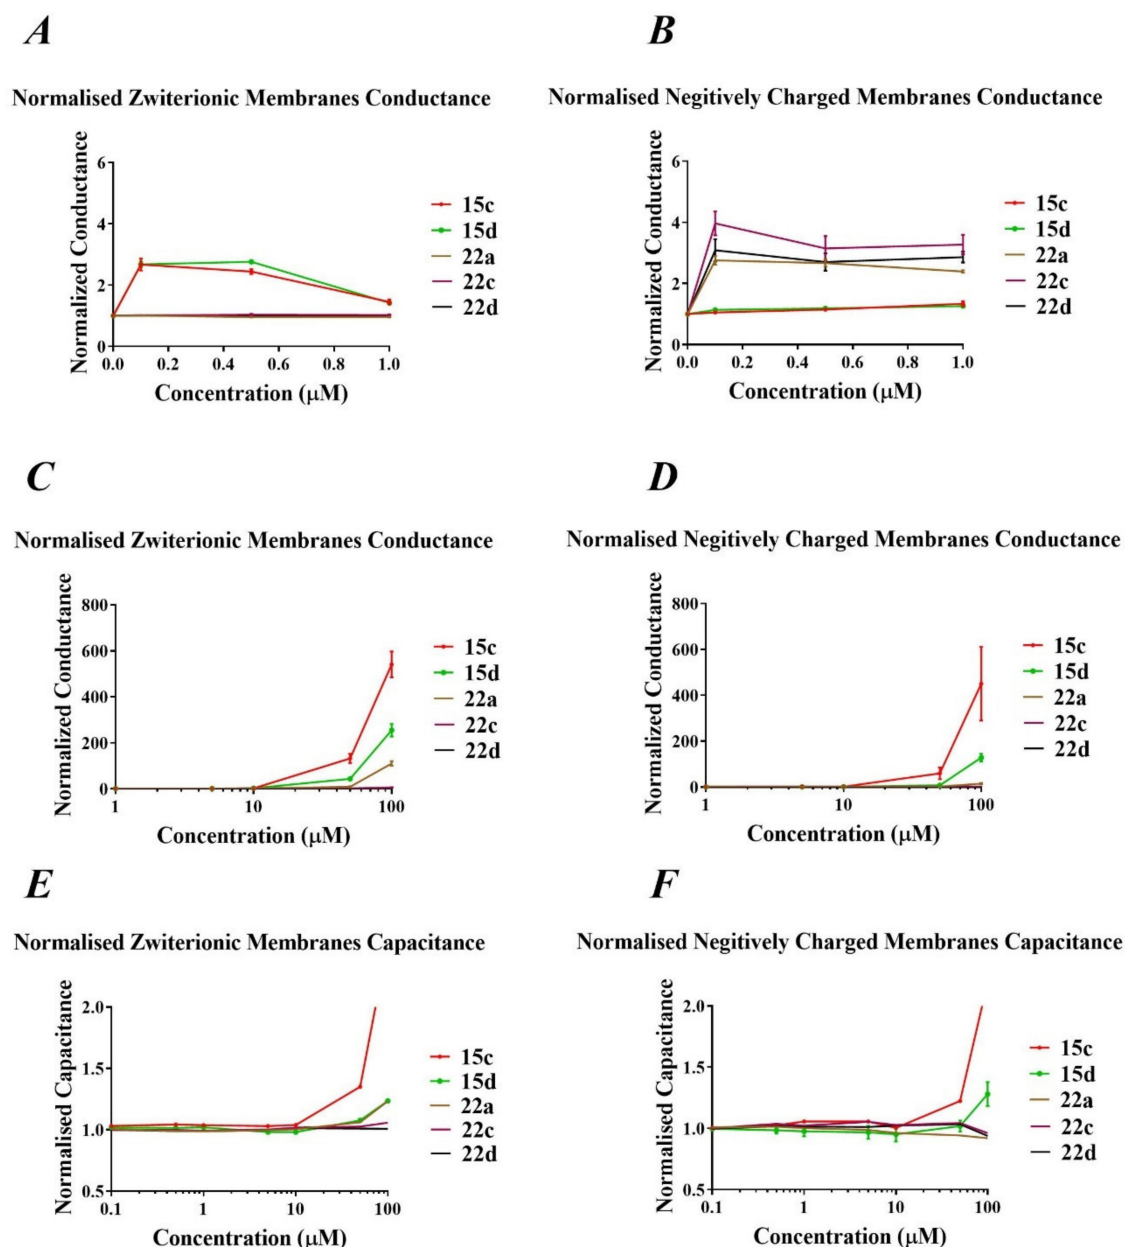 A
B
Normalised Zwiterionic Membranes Conductance
Normalised Negitively Charged Membranes Conductance
Normalized Conductance
6
4
2
0
0.0 0.2 0.4 0.6 0.8 1.0
Concentration (μM)
15c
15d
22a
22c
22d
Normalized Conductance
6
4
2
0
0.0 0.2 0.4 0.6 0.8 1.0
Concentration (μM)
15c
15d
22a
22c
22d
C
D
Normalised Zwiterionic Membranes Conductance
Normalised Negitively Charged Membranes Conductance
Normalized Conductance
800
600
400
200
0
1 10 100
Concentration (μM)
15c
15d
22a
22c
22d
Normalized Conductance
800
600
400
200
0
1 10 100
Concentration (μM)
15c
15d
22a
22c
22d
E
F
Normalised Zwiterionic Membranes Capacitance
Normalised Negitively Charged Membranes Capacitance
Normalised Capacitance
2.0
1.5
1.0
0.5
0.1 1 10 100
Concentration (μM)
15c
15d
22a
22c
22d
Normalised Capacitance
2.0
1.5
1.0
0.5
0.1 1 10 100
Concentration (μM)
15c
15d
22a
22c
22d